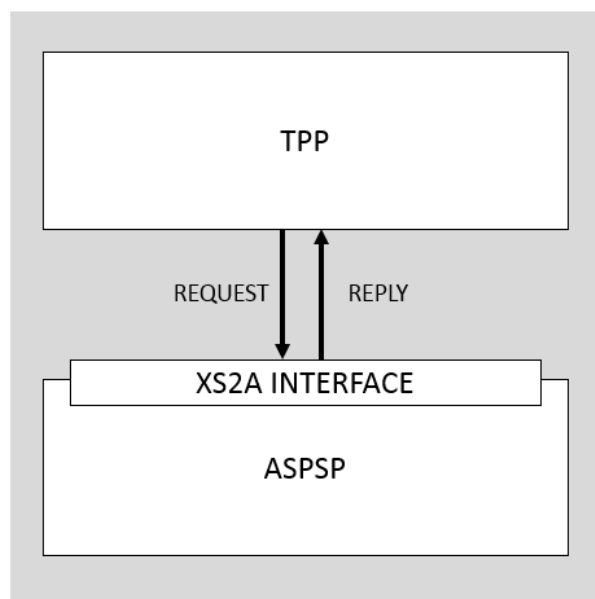 TPP
REQUEST
REPLY
XS2A INTERFACE
ASPSP